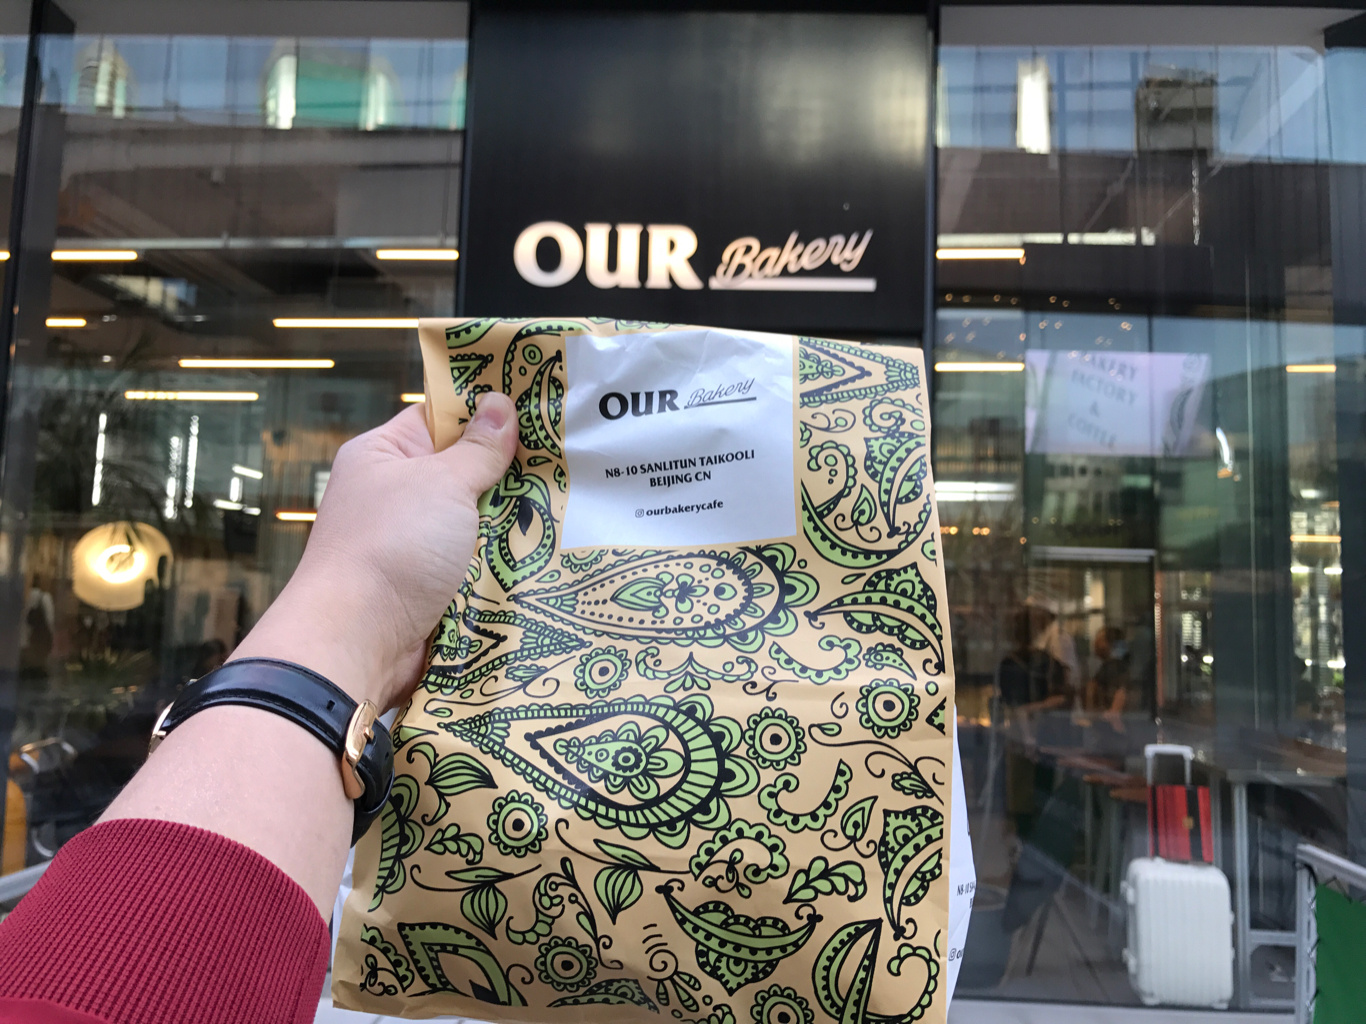 OUR Bakery
OUR Bakery
N8-10 SANLITUN TAIKOOLI
BEIJING CN
ourbakerycafe
BAKERY
FACTORY
&
COFFEE